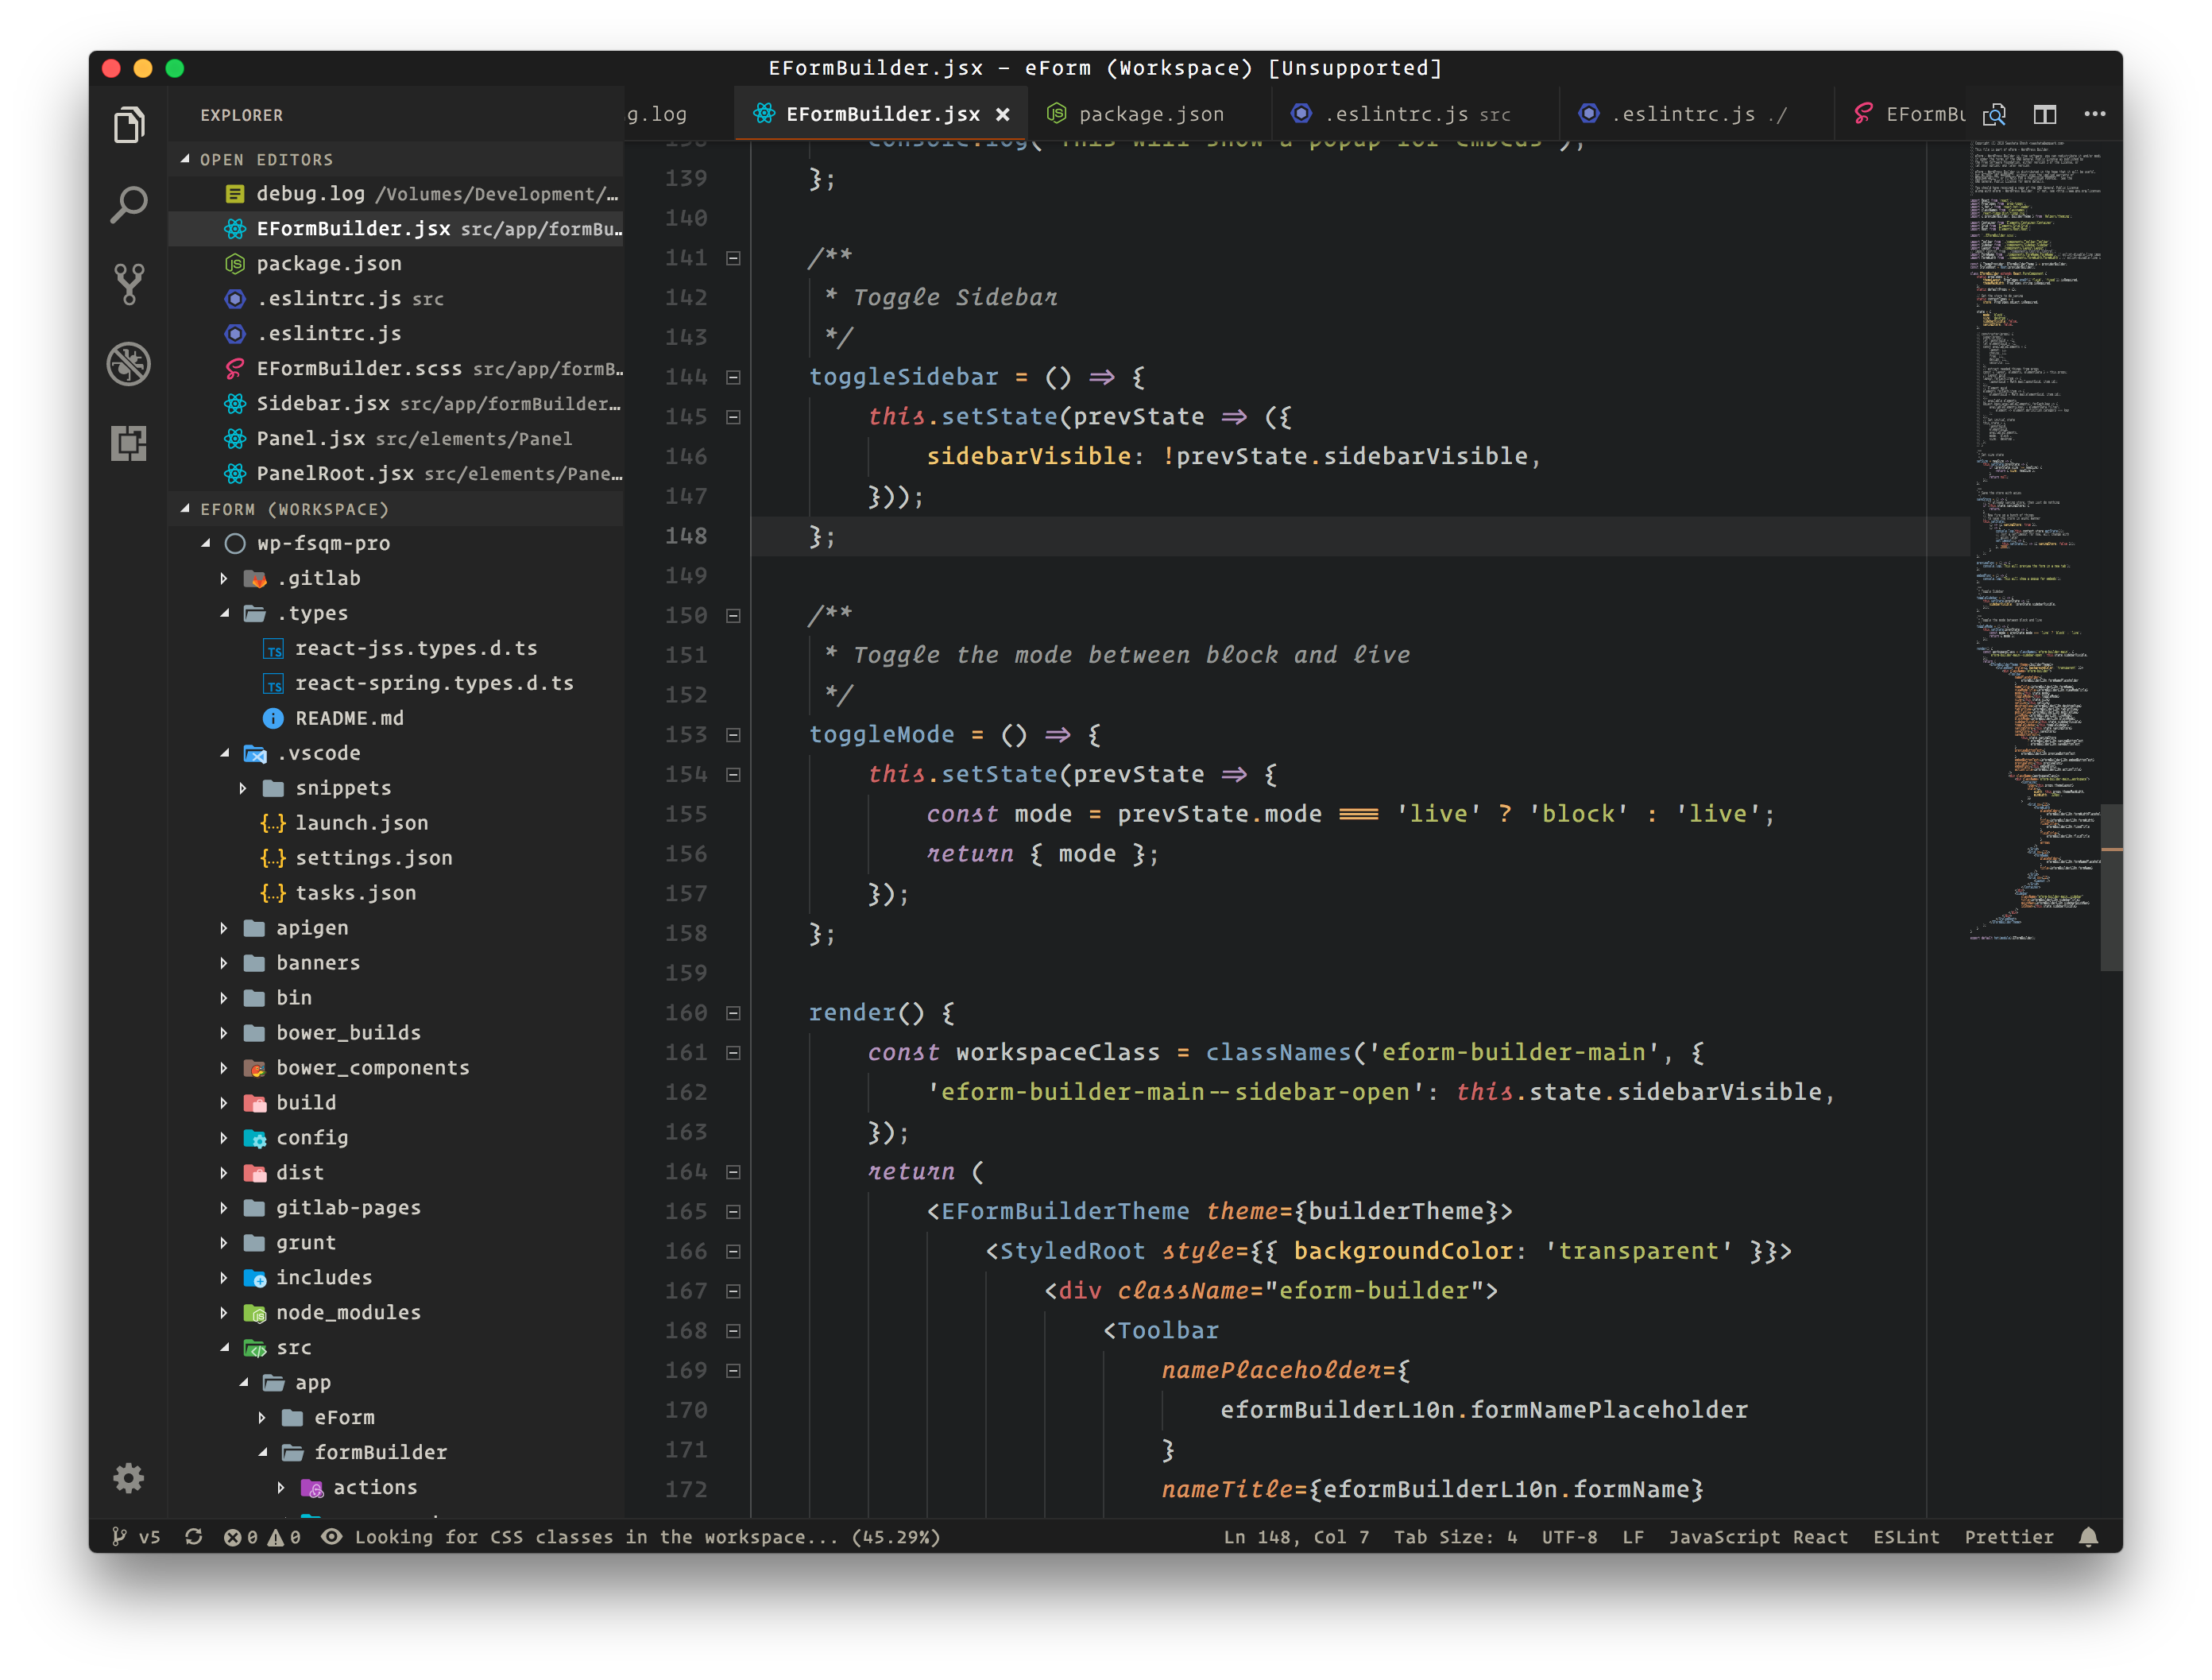 EFormBuilder.jsx — eForm (Workspace) [Unsupported]
EXPLORER
g.log
EFormBuilder.jsx
package.json
.eslintrc.js src
.eslintrc.js ./
EFormBu
OPEN EDITORS
debug.log /Volumes/Development/…
EFormBuilder.jsx src/app/formBu…
package.json
.eslintrc.js src
.eslintrc.js
EFormBuilder.scss src/app/formB…
Sidebar.jsx src/app/formBuilder…
Panel.jsx src/elements/Panel
PanelRoot.jsx src/elements/Pane…
EFORM (WORKSPACE)
wp-fsqm-pro
.gitlab
.types
react-jss.types.d.ts
react-spring.types.d.ts
README.md
.vscode
snippets
launch.json
settings.json
tasks.json
apigen
banners
bin
bower_builds
bower_components
build
config
dist
gitlab-pages
grunt
includes
node_modules
src
app
eForm
formBuilder
actions
console.log('This will show a popup for embeds');
139 };
140
141 /**
142 * Toggle Sidebar
143 */
144 toggleSidebar = () => {
145 this.setState(prevState => ({
146 sidebarVisible: !prevState.sidebarVisible,
147 }));
148 };
149
150 /**
151 * Toggle the mode between block and live
152 */
153 toggleMode = () => {
154 this.setState(prevState => {
155 const mode = prevState.mode === 'live' ? 'block' : 'live';
156 return { mode };
157 });
158 };
159
160 render() {
161 const workspaceClass = classNames('eform-builder-main', {
162 'eform-builder-main--sidebar-open': this.state.sidebarVisible,
163 });
164 return (
165 <EFormBuilderTheme theme={builderTheme}>
166 <StyledRoot style={{ backgroundColor: 'transparent' }}>
167 <div className="eform-builder">
168 <Toolbar
169 namePlaceholder={
170 eformBuilderL10n.formNamePlaceholder
171 }
172 nameTitle={eformBuilderL10n.formName}
v5 0 0 Looking for CSS classes in the workspace... (45.29%)
Ln 148, Col 7 Tab Size: 4 UTF-8 LF JavaScript React ESLint Prettier